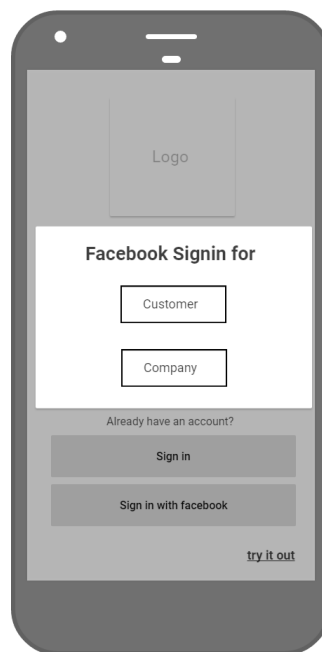 Logo
Facebook Signin for
Customer
Company
Already have an account?
Sign in
Sign in with facebook
try it out